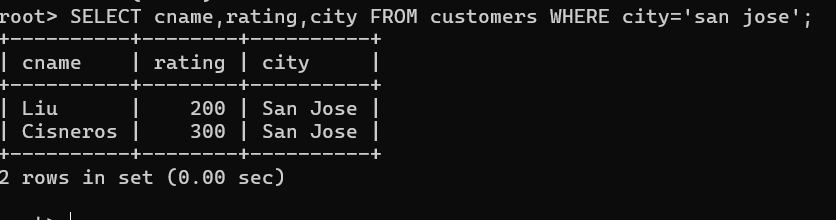 root> SELECT cname,rating,city FROM customers WHERE city='san jose';
+----------+--------+----------+
| cname    | rating | city     |
+----------+--------+----------+
| Liu      |    200 | San Jose |
| Cisneros |    300 | San Jose |
+----------+--------+----------+
2 rows in set (0.00 sec)